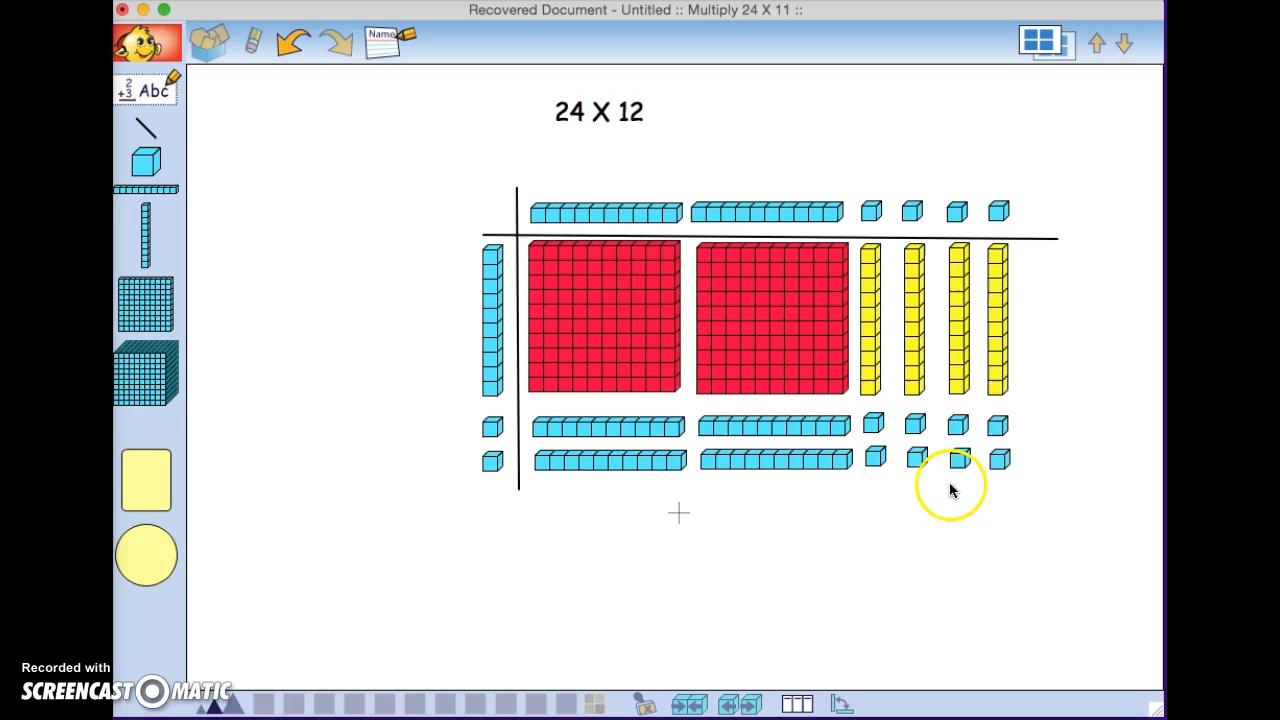 Recovered Document - Untitled :: Multiply 24 X 11 ::
Name
2
+3 Abc
24 X 12
Recorded with
SCREENCAST MATIC